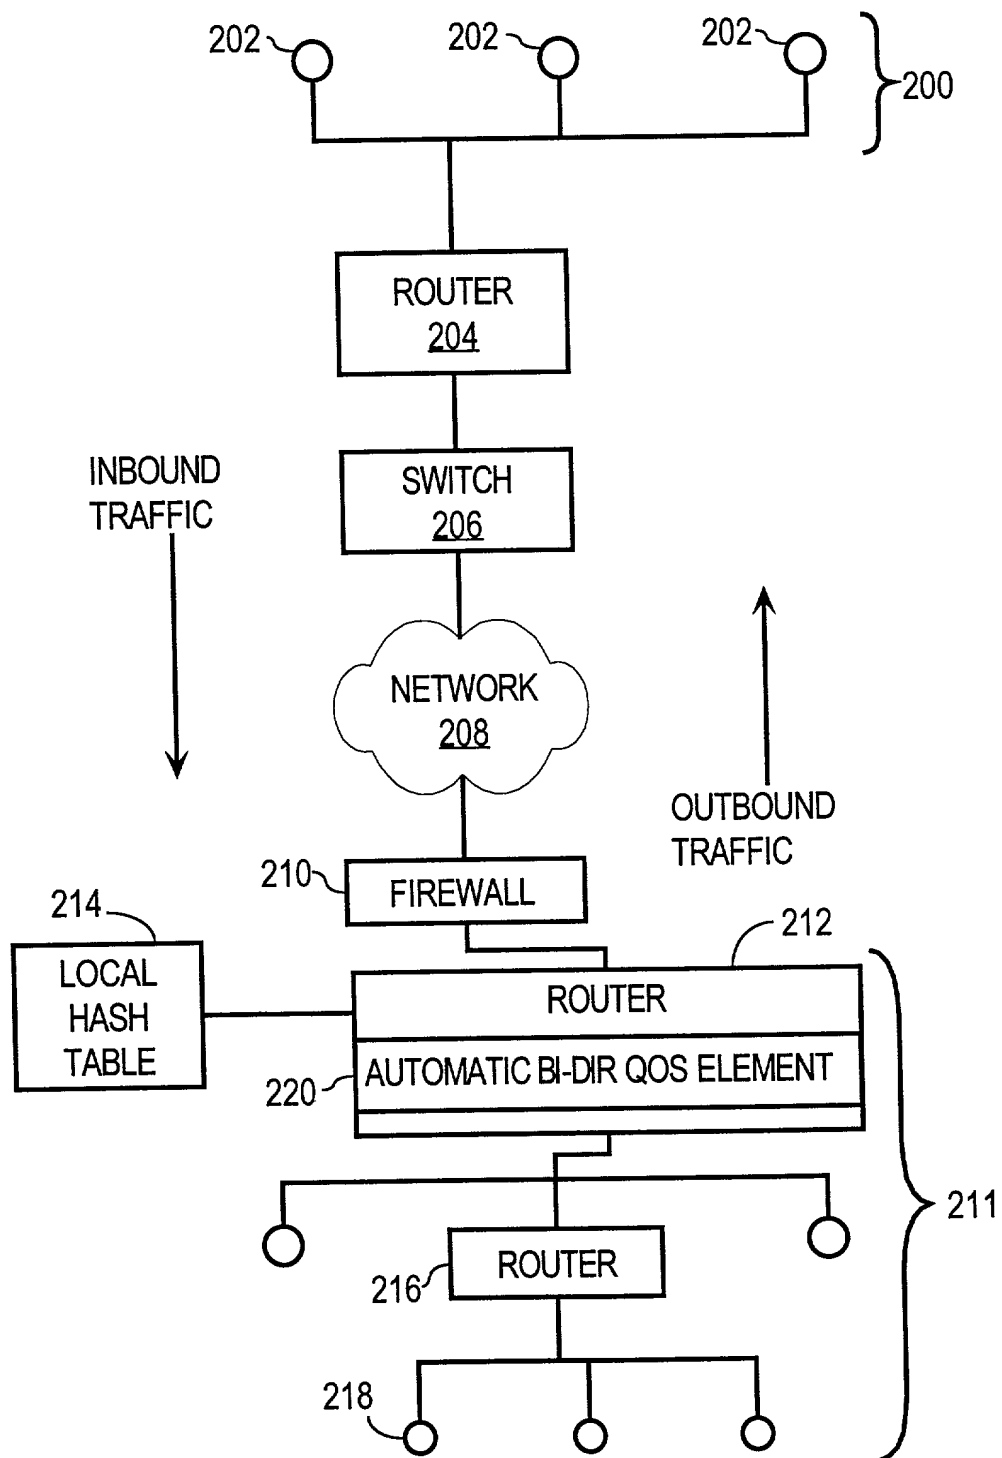 202
202
202
200
ROUTER
204
INBOUND
TRAFFIC
SWITCH
206
NETWORK
208
OUTBOUND
TRAFFIC
210
FIREWALL
214
212
LOCAL
HASH
TABLE
ROUTER
220
AUTOMATIC BI-DIR QOS ELEMENT
211
ROUTER
216
218